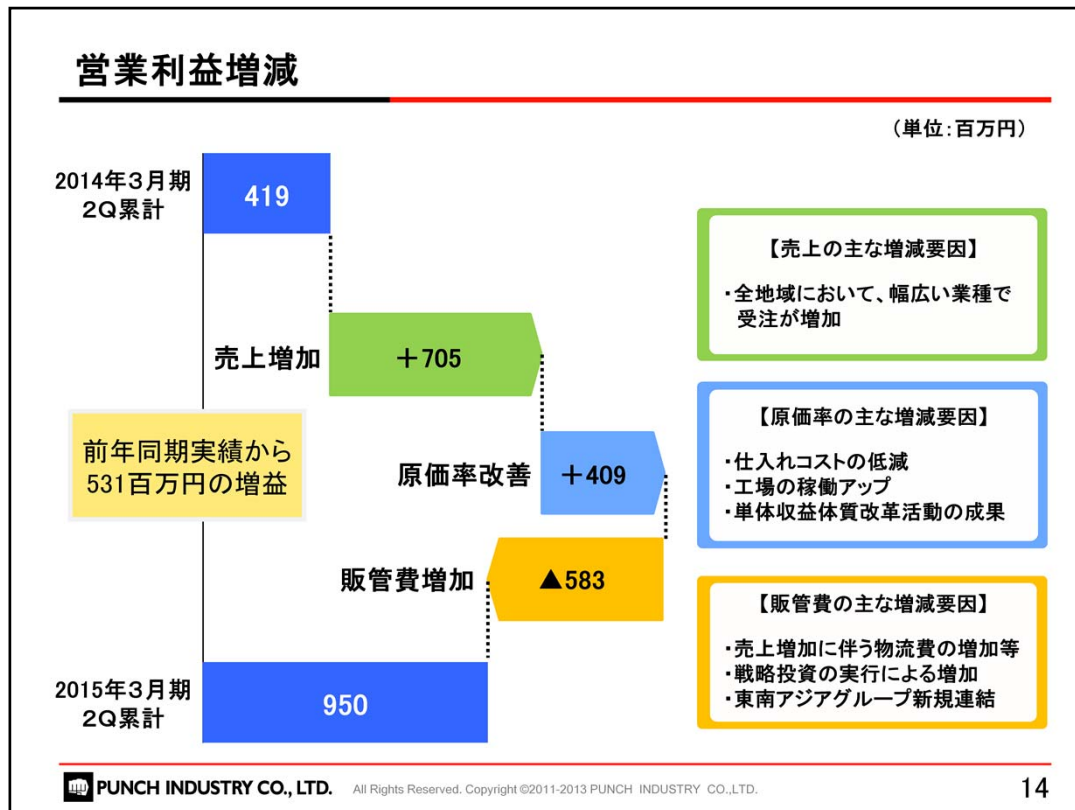 営業利益増減
（単位：百万円）
2014年３月期
２Ｑ累計
419
売上増加
＋705
前年同期実績から
531百万円の増益
原価率改善
＋409
販管費増加
▲583
2015年３月期
２Ｑ累計
950
【売上の主な増減要因】
・全地域において、幅広い業種で
受注が増加
【原価率の主な増減要因】
・仕入れコストの低減
・工場の稼働アップ
・単体収益体質改革活動の成果
【販管費の主な増減要因】
・売上増加に伴う物流費の増加等
・戦略投資の実行による増加
・東南アジアグループ新規連結
PUNCH INDUSTRY CO., LTD. All Rights Reserved. Copyright ©2011-2013 PUNCH INDUSTRY CO.,LTD.
14